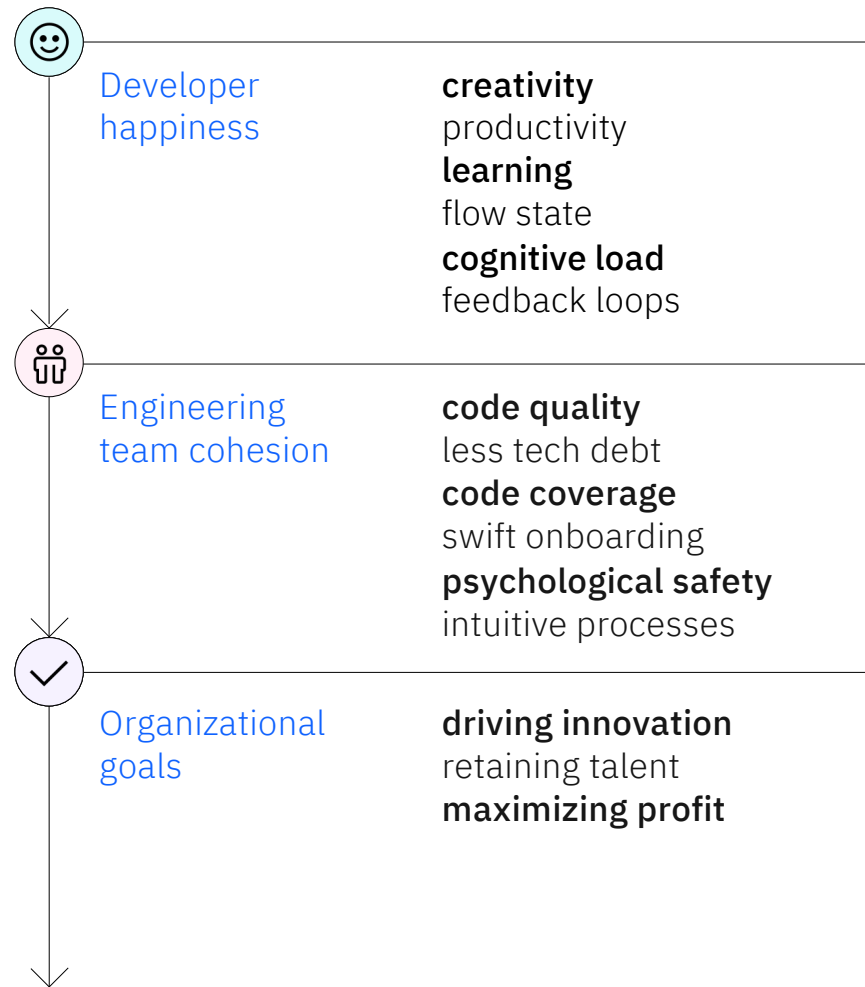 Developer
happiness
creativity
productivity
learning
flow state
cognitive load
feedback loops
Engineering
team cohesion
code quality
less tech debt
code coverage
swift onboarding
psychological safety
intuitive processes
Organizational
goals
driving innovation
retaining talent
maximizing profit